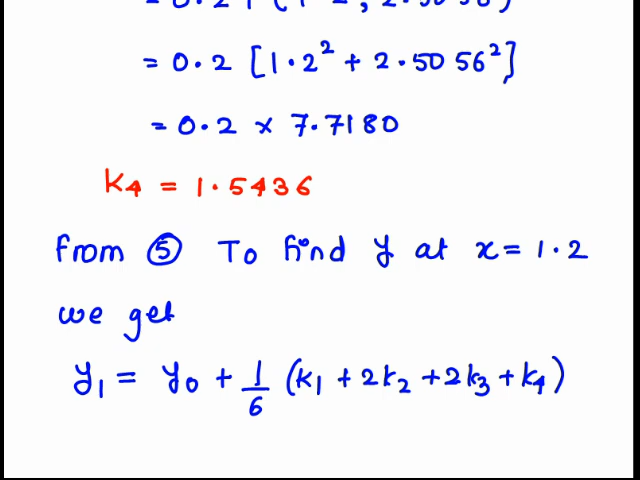 = 0.2 [1.2² + 2.5056²]
= 0.2 × 7.7180
K₄ = 1.5436
From ⑤ To find y at x = 1.2
we get
y₁ = y₀ + 1/6 (k₁ + 2k₂ + 2k₃ + k₄)